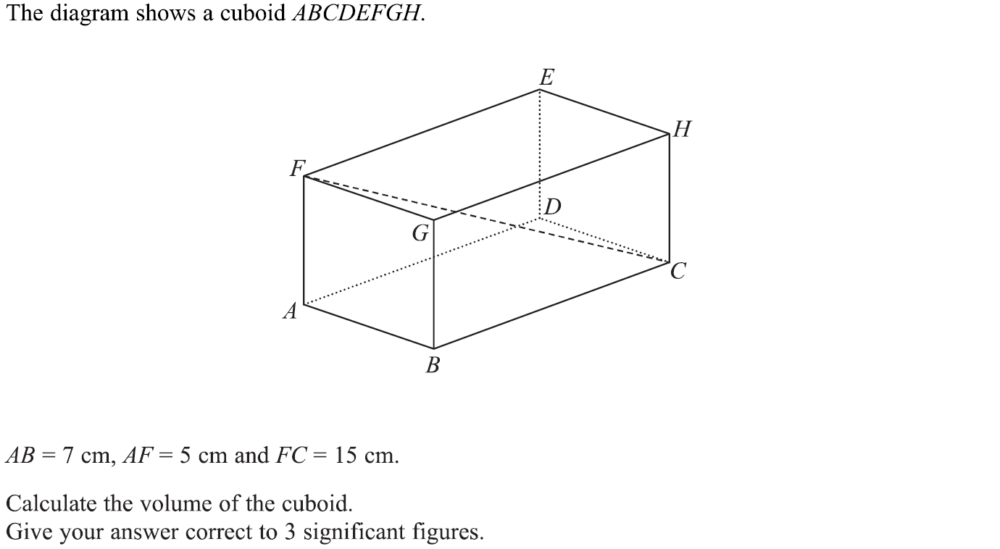 The diagram shows a cuboid ABCDEFGH.
E
H
F
D
G
C
A
B
AB = 7 cm, AF = 5 cm and FC = 15 cm.
Calculate the volume of the cuboid.
Give your answer correct to 3 significant figures.